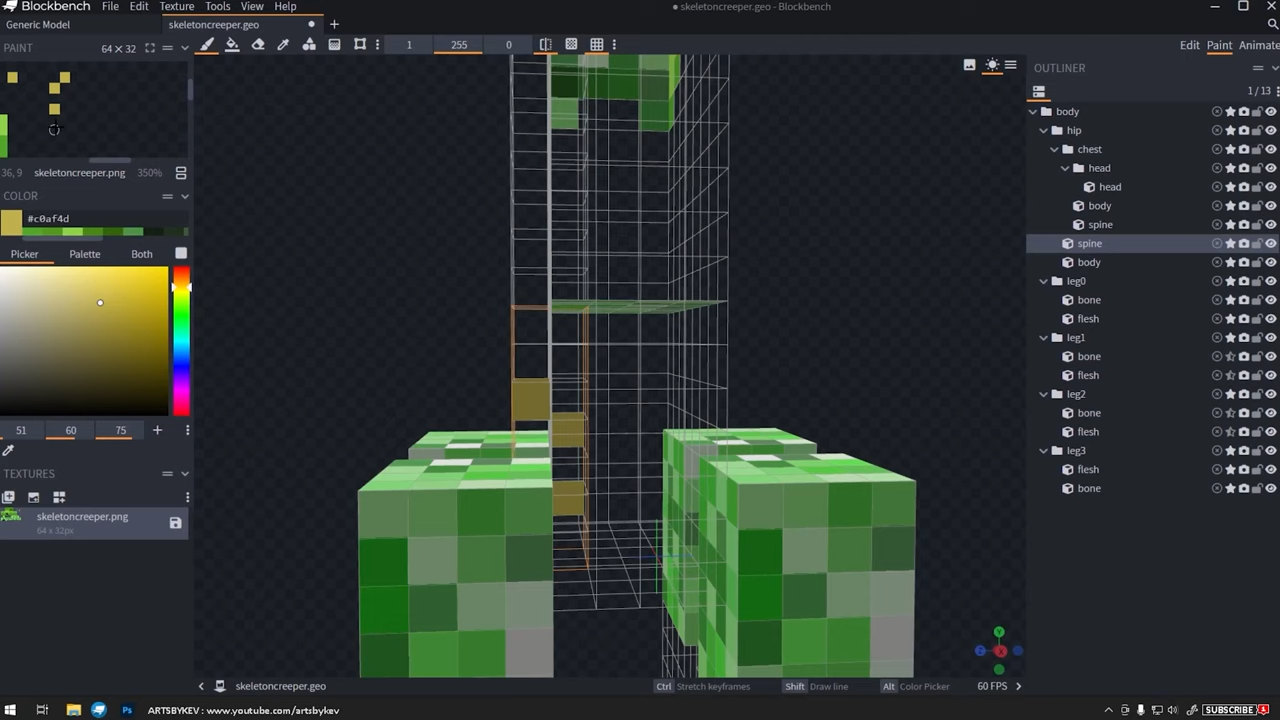 Blockbench File Edit Texture Tools View Help
● skeletoncreeper.geo - Blockbench
Generic Model
skeletoncreeper.geo
PAINT 64 × 32
1 255 0
Edit Paint Animate
OUTLINER
1 / 13
body
hip
chest
head
head
body
spine
spine
body
leg0
bone
flesh
leg1
bone
flesh
leg2
bone
flesh
leg3
flesh
bone
36, 9 skeletoncreeper.png 350%
COLOR
#c0af4d
Picker Palette Both
51 60 75
TEXTURES
skeletoncreeper.png
64 x 32px
skeletoncreeper.geo
Ctrl Stretch keyframes Shift Draw line Alt Color Picker 60 FPS
Y
Z
X
Ps ARTSBYKEV : www.youtube.com/artsbykev
SUBSCRIBE